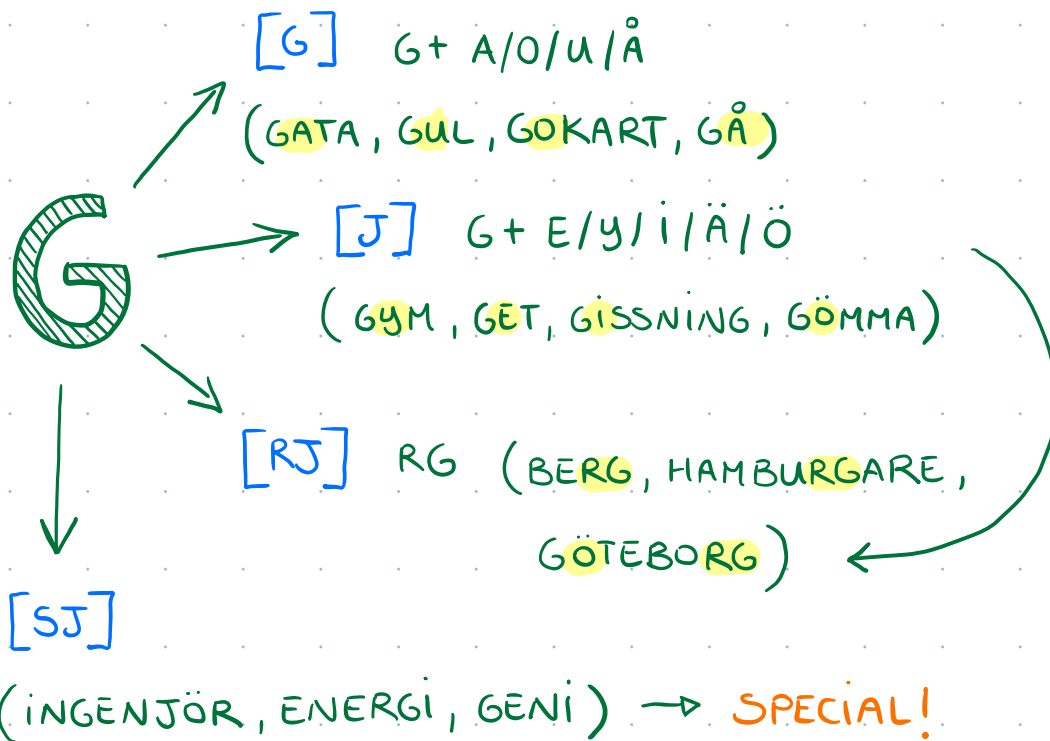 [G] G+ A/O/U/Å
(GATA, GUL, GOKART, GÅ)
G
[J] G+ E/Y/I/Ä/Ö
(GYM, GET, GISSNING, GÖMMA)
[RJ] RG (BERG, HAMBURGARE,
GÖTEBORG)
[SJ]
(INGENJÖR, ENERGI, GENI) → SPECIAL!